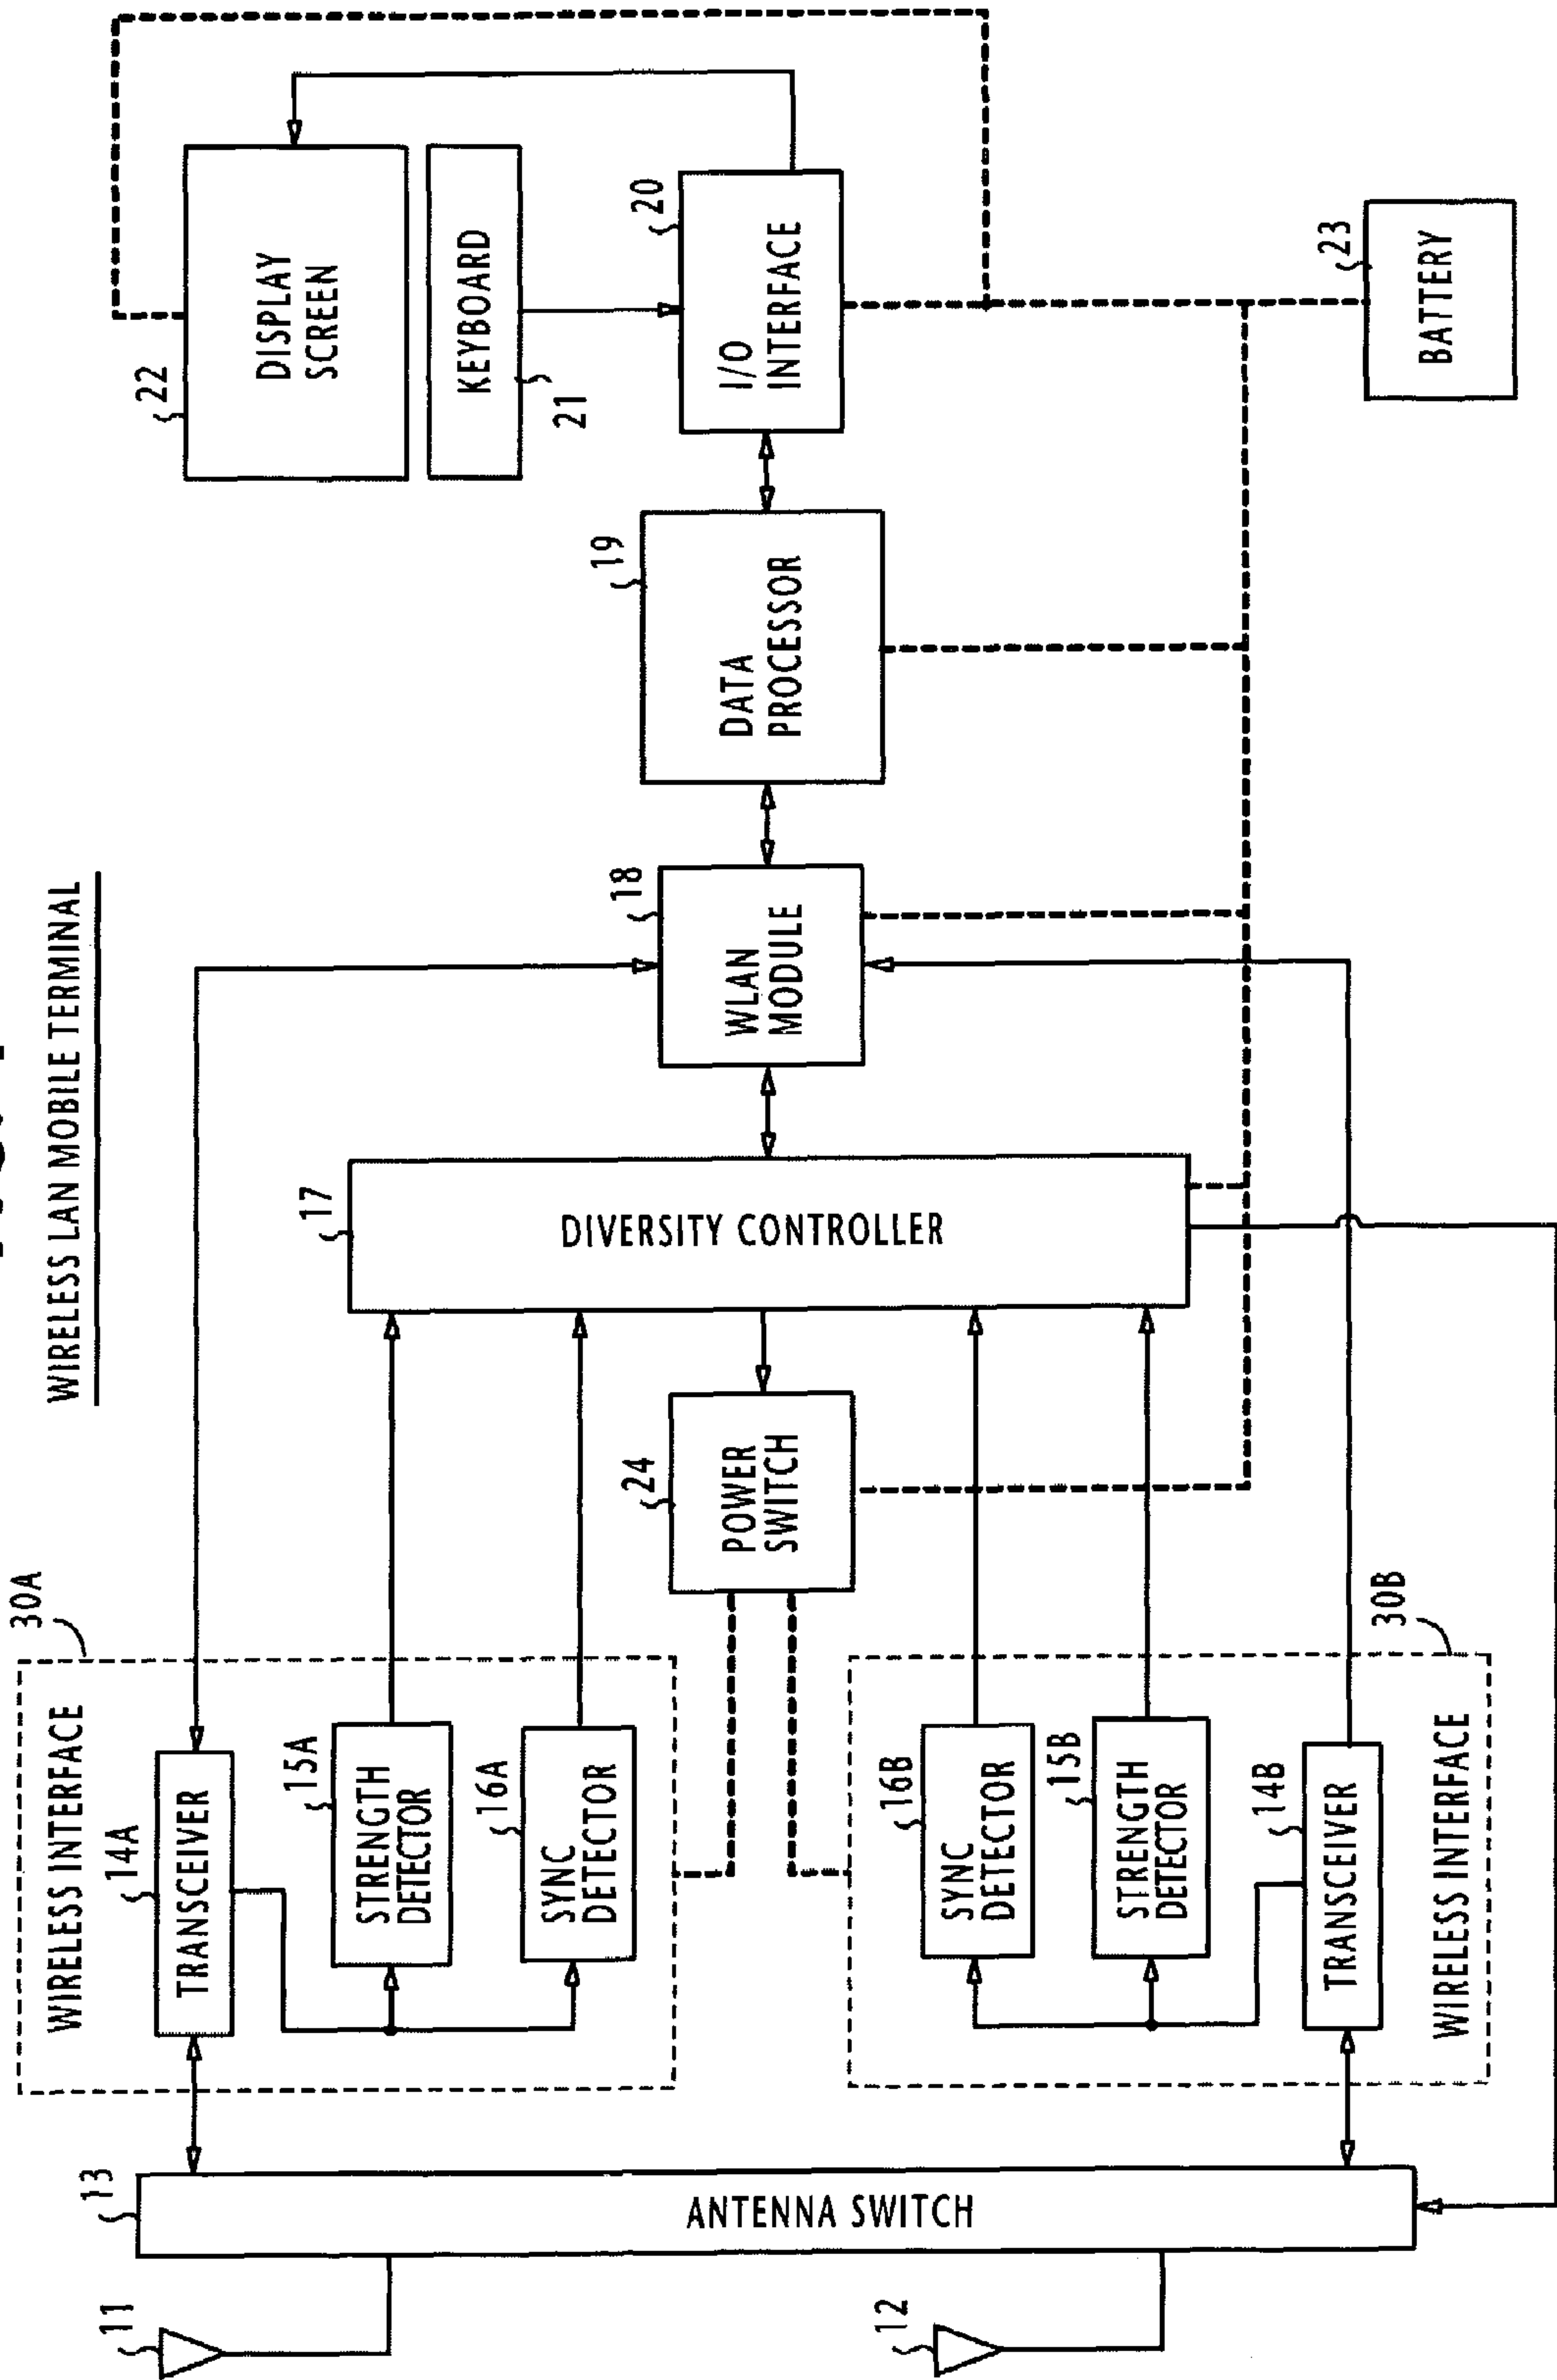 WIRELESS LAN MOBILE TERMINAL
30A
WIRELESS INTERFACE
14A
TRANSCEIVER
15A
STRENGTH
DETECTOR
16A
SYNC
DETECTOR
13
ANTENNA SWITCH
11
12
17
DIVERSITY CONTROLLER
24
POWER
SWITCH
18
WLAN
MODULE
19
DATA
PROCESSOR
20
I/O
INTERFACE
22
DISPLAY
SCREEN
KEYBOARD
21
23
BATTERY
16B
SYNC
DETECTOR
15B
STRENGTH
DETECTOR
14B
TRANSCEIVER
WIRELESS INTERFACE
30B